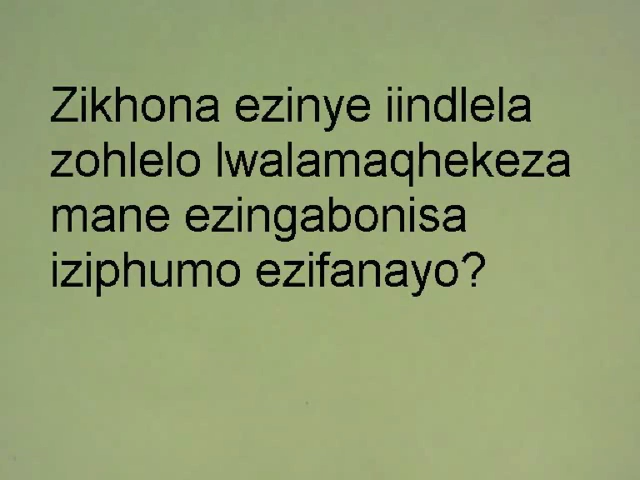 Zikhona ezinye iindlela
zohlelo lwalamaqhekeza
mane ezingabonisa
iziphumo ezifanayo?